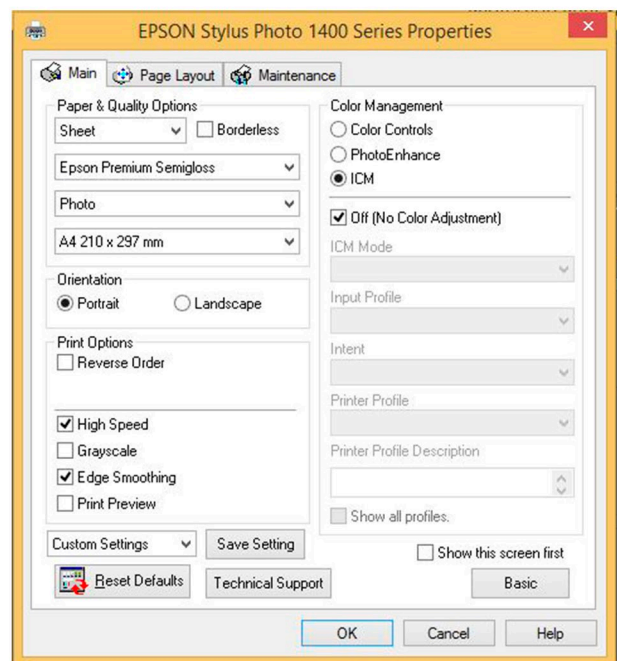 EPSON Stylus Photo 1400 Series Properties
Main
Page Layout
Maintenance
Paper & Quality Options
Sheet
Borderless
Epson Premium Semigloss
Photo
A4 210 x 297 mm
Orientation
Portrait
Landscape
Print Options
Reverse Order
High Speed
Grayscale
Edge Smoothing
Print Preview
Color Management
Color Controls
PhotoEnhance
ICM
Off (No Color Adjustment)
ICM Mode
Input Profile
Intent
Printer Profile
Printer Profile Description
Show all profiles.
Custom Settings
Save Setting
Show this screen first
Reset Defaults
Technical Support
Basic
OK
Cancel
Help